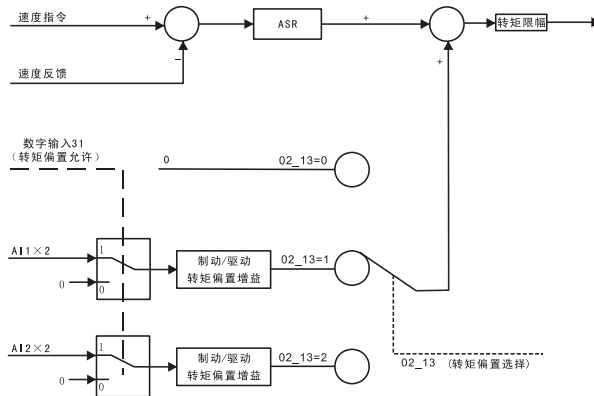 速度指令
+
ASR
+
转矩限幅
−
+
速度反馈
数字输入31
（转矩偏置允许）
0
02_13=0
AI1×2
1
0
0
制动/驱动
转矩偏置增益
02_13=1
AI2×2
1
0
0
制动/驱动
转矩偏置增益
02_13=2
02_13 (转矩偏置选择)